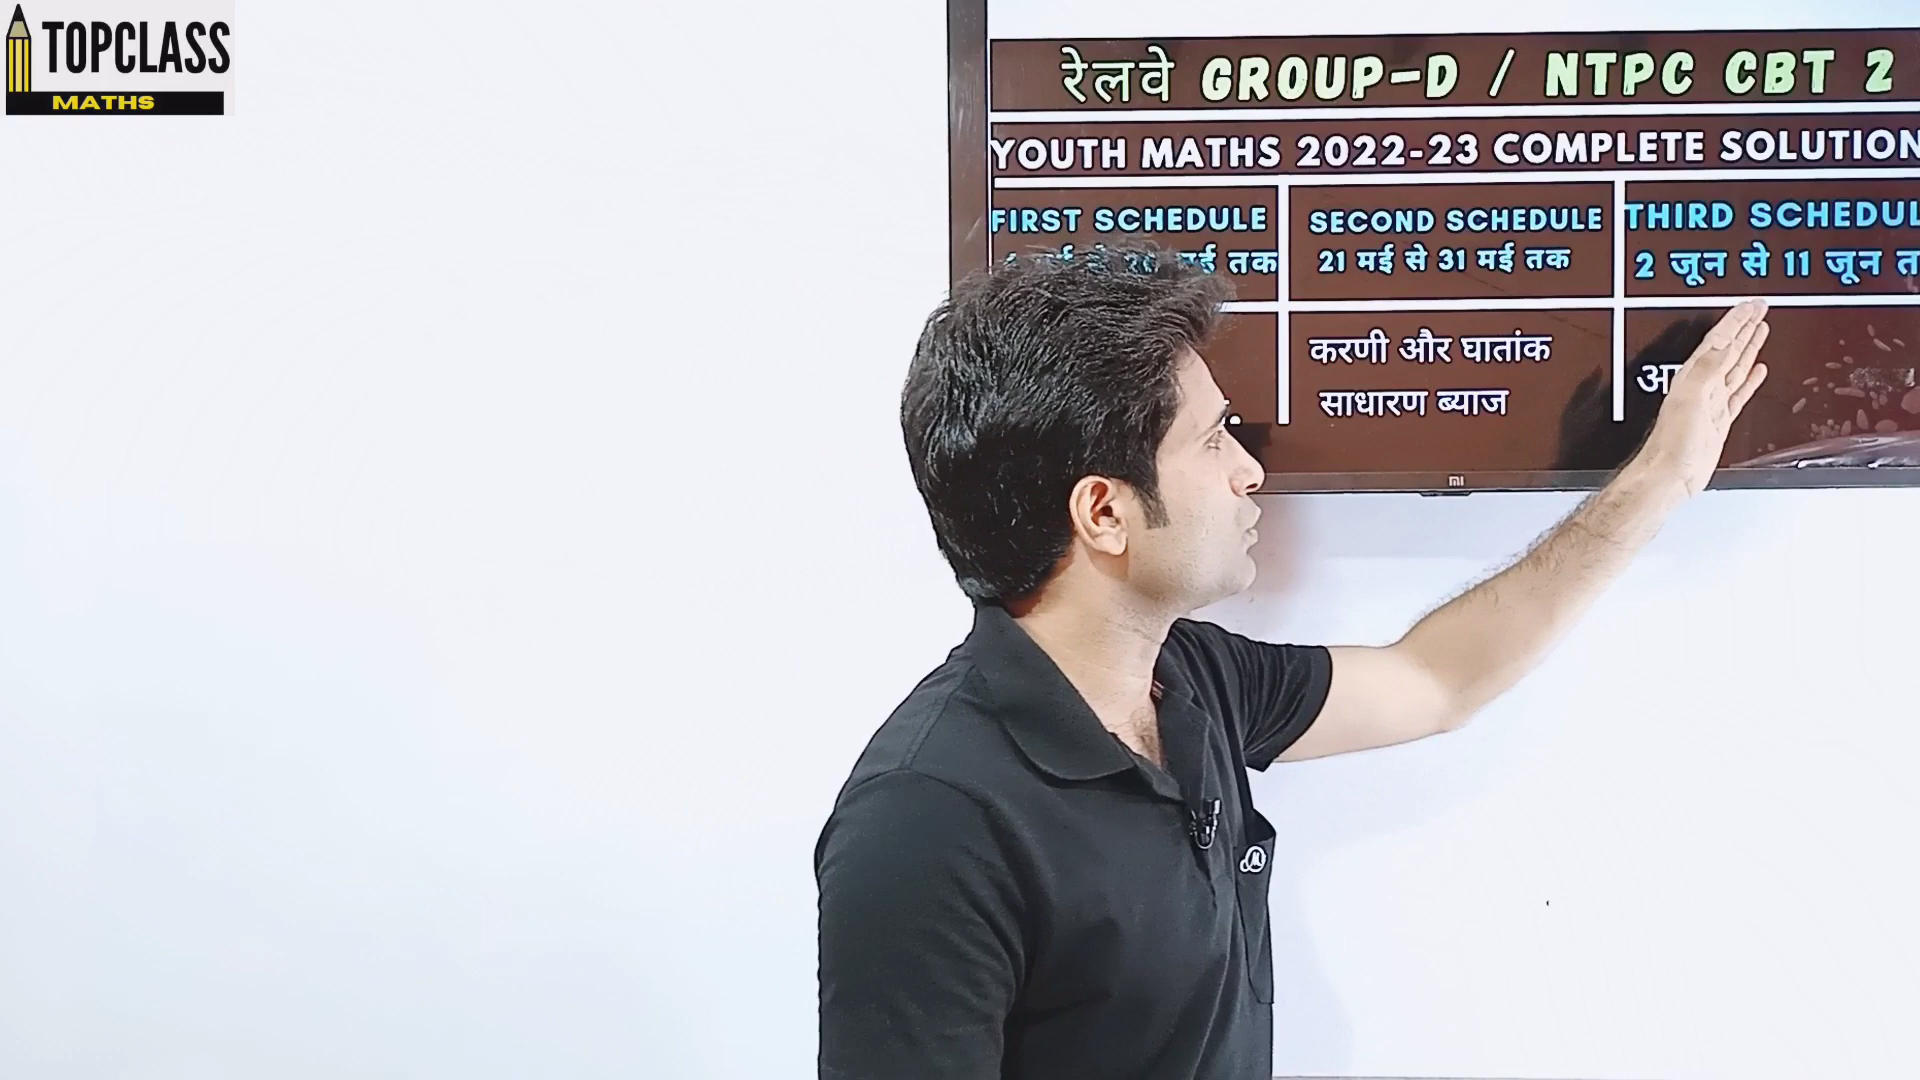 TOPCLASS
MATHS
रेलवे GROUP-D / NTPC CBT 2
YOUTH MATHS 2022-23 COMPLETE SOLUTION
FIRST SCHEDULE
तक
SECOND SCHEDULE
21 मई से 31 मई तक
THIRD SCHEDUL
2 जून से 11 जून त
करणी और घातांक
साधारण ब्याज
mi